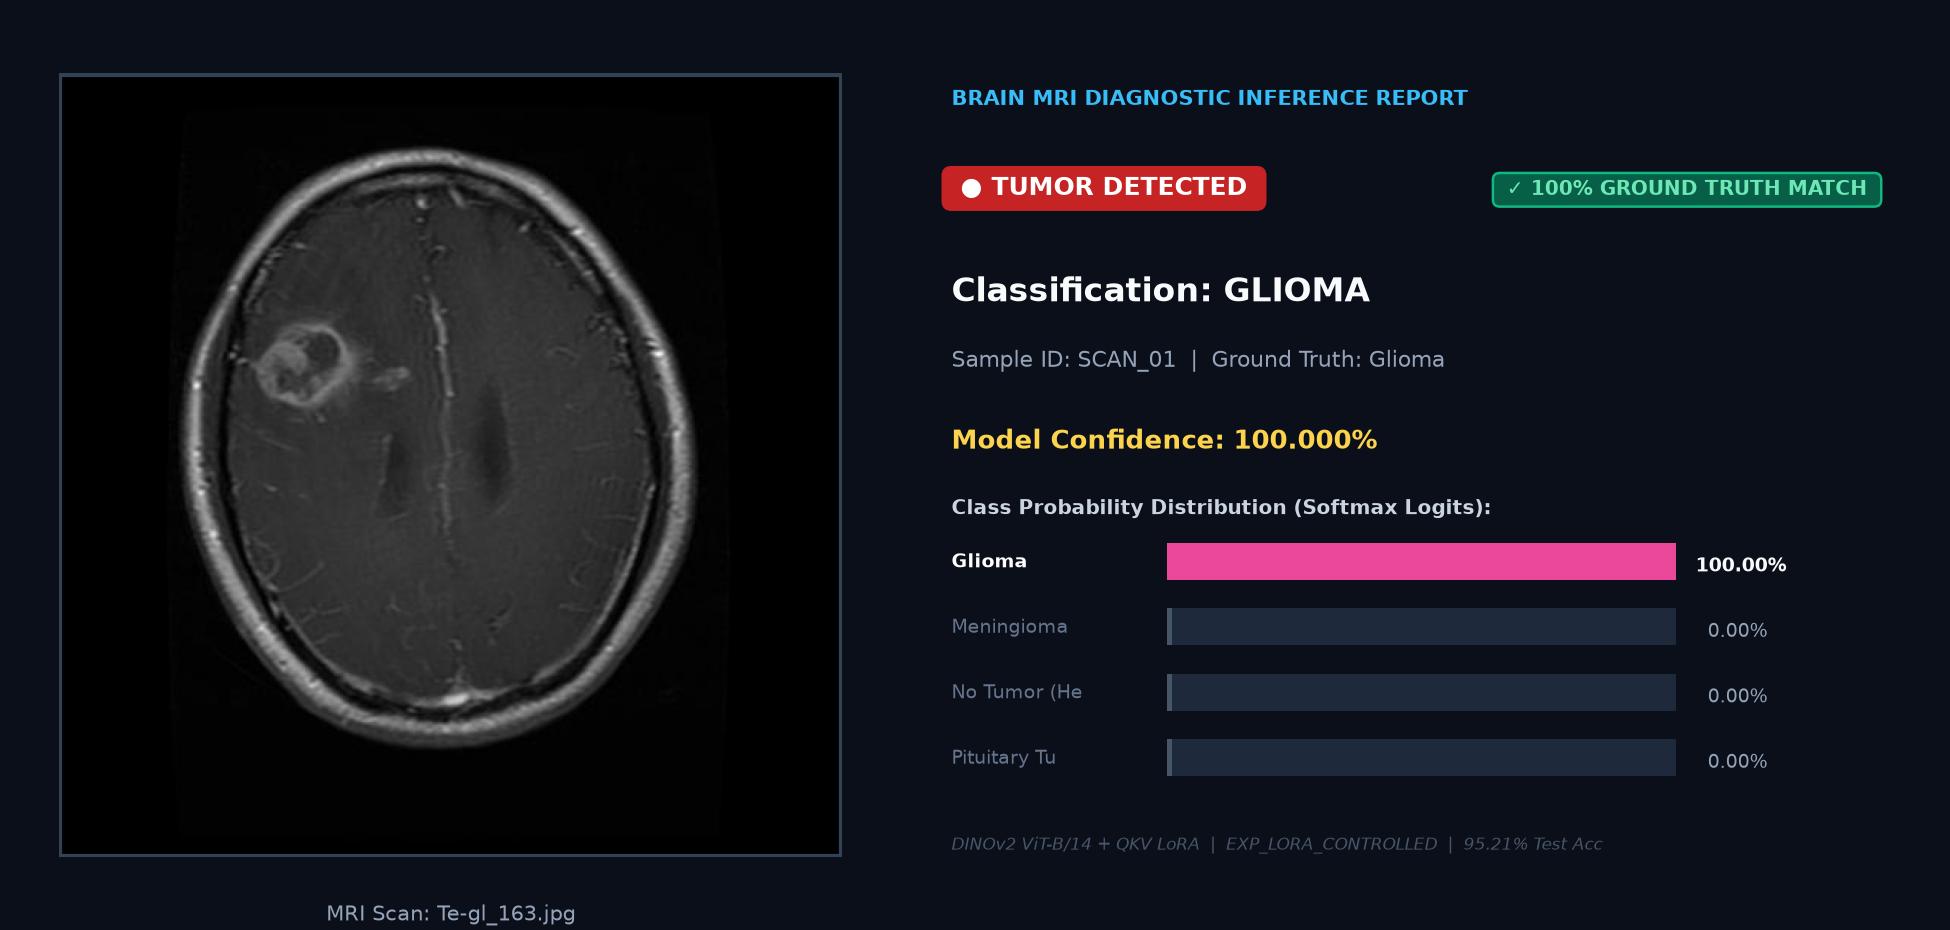 BRAIN MRI DIAGNOSTIC INFERENCE REPORT
● TUMOR DETECTED
✓ 100% GROUND TRUTH MATCH
Classification: GLIOMA
Sample ID: SCAN_01 | Ground Truth: Glioma
Model Confidence: 100.000%
Class Probability Distribution (Softmax Logits):
Glioma 100.00%
Meningioma 0.00%
No Tumor (He 0.00%
Pituitary Tu 0.00%
DINOv2 ViT-B/14 + QKV LoRA | EXP_LORA_CONTROLLED | 95.21% Test Acc
MRI Scan: Te-gl_163.jpg